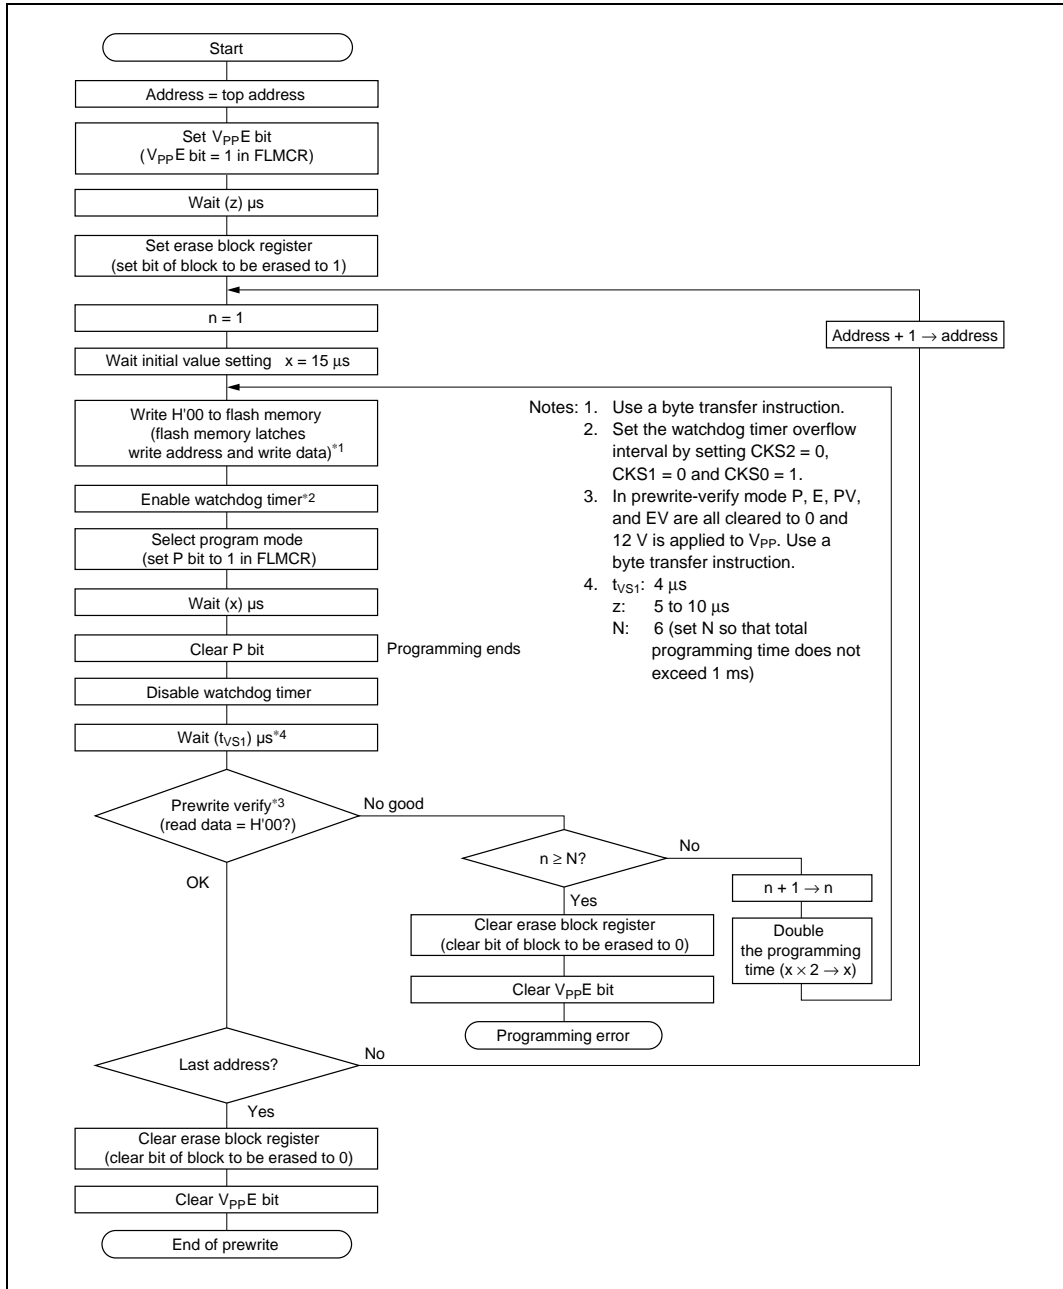 Start
Address = top address
Set VPPE bit
(VPPE bit = 1 in FLMCR)
Wait (z) µs
Set erase block register
(set bit of block to be erased to 1)
n = 1
Address + 1 → address
Wait initial value setting x = 15 µs
Write H'00 to flash memory
(flash memory latches
write address and write data)*1
Enable watchdog timer*2
Select program mode
(set P bit to 1 in FLMCR)
Wait (x) µs
Clear P bit
Programming ends
Disable watchdog timer
Wait (tVS1) µs*4
Notes: 1. Use a byte transfer instruction.
2. Set the watchdog timer overflow
interval by setting CKS2 = 0,
CKS1 = 0 and CKS0 = 1.
3. In prewrite-verify mode P, E, PV,
and EV are all cleared to 0 and
12 V is applied to VPP. Use a
byte transfer instruction.
4. tVS1: 4 µs
z: 5 to 10 µs
N: 6 (set N so that total
programming time does not
exceed 1 ms)
Prewrite verify*3
(read data = H'00?)
No good
OK
n ≥ N?
No
Yes
n + 1 → n
Double
the programming
time (x × 2 → x)
Clear erase block register
(clear bit of block to be erased to 0)
Clear VPPE bit
Programming error
Last address?
No
Yes
Clear erase block register
(clear bit of block to be erased to 0)
Clear VPPE bit
End of prewrite